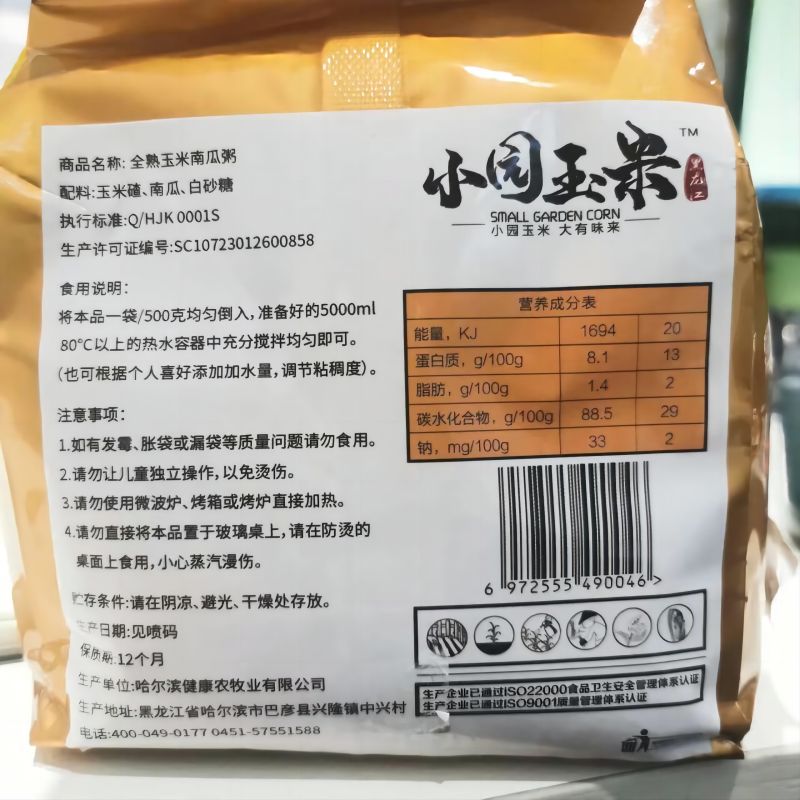 商品名称: 全熟玉米南瓜粥
配料:玉米碴、南瓜、白砂糖
执行标准:Q/HJK 0001S
生产许可证编号:SC10723012600858
食用说明:
将本品一袋/500克均匀倒入,准备好的5000ml
80℃以上的热水容器中充分搅拌均匀即可。
(也可根据个人喜好添加加水量,调节粘稠度)。
注意事项:
1.如有发霉、胀袋或漏袋等质量问题请勿食用。
2.请勿让儿童独立操作,以免烫伤。
3.请勿使用微波炉、烤箱或烤炉直接加热。
4.请勿直接将本品置于玻璃桌上,请在防烫的
桌面上食用,小心蒸汽漫伤。
贮存条件:请在阴凉、避光、干燥处存放。
生产日期:见喷码
保质期:12个月
生产单位:哈尔滨健康农牧业有限公司
生产地址:黑龙江省哈尔滨市巴彦县兴隆镇中兴村
电话:400-049-0177 0451-57551588
小园玉米 黑龙江 TM
SMALL GARDEN CORN
小园玉米 大有味来
营养成分表
能量, KJ 1694 20
蛋白质, g/100g 8.1 13
脂肪, g/100g 1.4 2
碳水化合物, g/100g 88.5 29
钠, mg/100g 33 2
6 972555 490046 >
生产企业已通过ISO22000食品卫生安全管理体系认证
生产企业已通过ISO9001质量管理体系认证